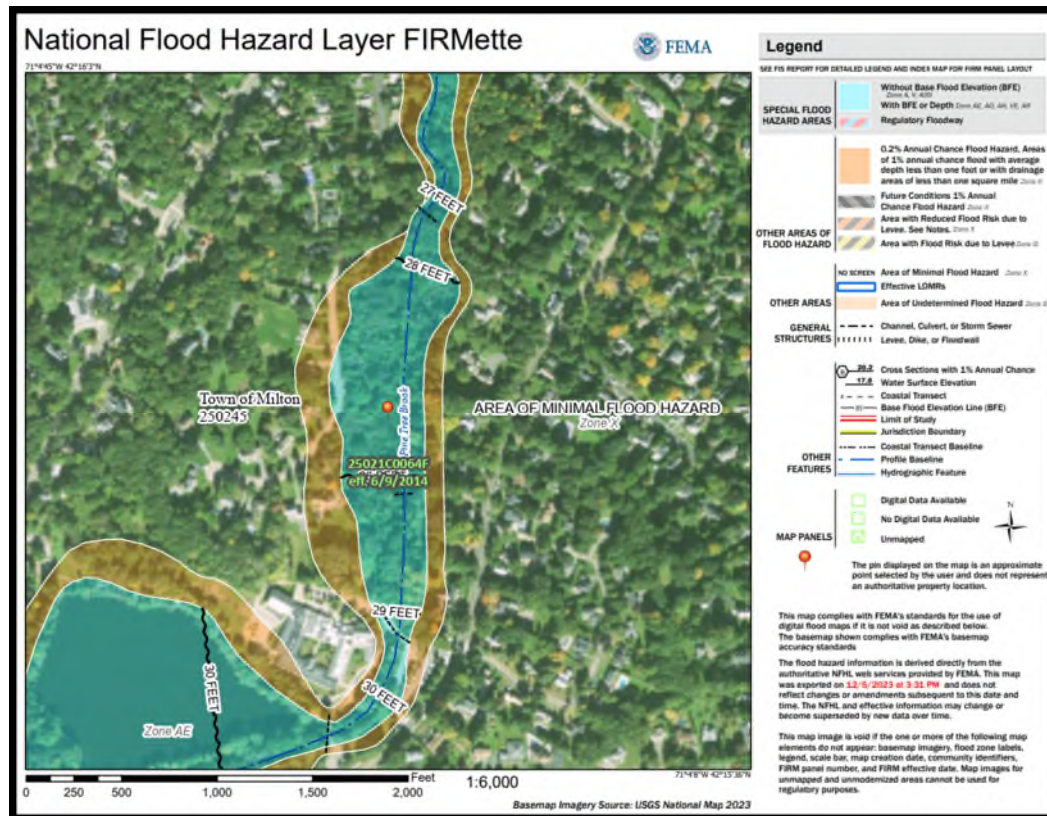 National Flood Hazard Layer FIRMette
FEMA
71°4'45"W 42°16'3"N
27 FEET
28 FEET
Town of Milton
250245
Pine Tree Brook
AREA OF MINIMAL FLOOD HAZARD
Zone X
25021C0064F
eff. 6/9/2014
29 FEET
30 FEET
30 FEET
Zone AE
71°4'8"W 42°15'36"N
0 250 500 1,000 1,500 2,000
Feet
1:6,000
Basemap Imagery Source: USGS National Map 2023
Legend
SEE FIS REPORT FOR DETAILED LEGEND AND INDEX MAP FOR FIRM PANEL LAYOUT
SPECIAL FLOOD
HAZARD AREAS
Without Base Flood Elevation (BFE)
Zone A, V, A99
With BFE or Depth Zone AE, AO, AH, VE, AR
Regulatory Floodway
OTHER AREAS OF
FLOOD HAZARD
0.2% Annual Chance Flood Hazard, Areas
of 1% annual chance flood with average
depth less than one foot or with drainage
areas of less than one square mile Zone X
Future Conditions 1% Annual
Chance Flood Hazard Zone X
Area with Reduced Flood Risk due to
Levee. See Notes. Zone X
Area with Flood Risk due to Levee Zone D
OTHER AREAS
NO SCREEN Area of Minimal Flood Hazard Zone X
Effective LOMRs
Area of Undetermined Flood Hazard Zone D
GENERAL
STRUCTURES
Channel, Culvert, or Storm Sewer
Levee, Dike, or Floodwall
OTHER
FEATURES
20.2 Cross Sections with 1% Annual Chance
17.5 Water Surface Elevation
Coastal Transect
Base Flood Elevation Line (BFE)
Limit of Study
Jurisdiction Boundary
Coastal Transect Baseline
Profile Baseline
Hydrographic Feature
MAP PANELS
Digital Data Available
No Digital Data Available
Unmapped
N
The pin displayed on the map is an approximate
point selected by the user and does not represent
an authoritative property location.
This map complies with FEMA's standards for the use of
digital flood maps if it is not void as described below.
The basemap shown complies with FEMA's basemap
accuracy standards
The flood hazard information is derived directly from the
authoritative NFHL web services provided by FEMA. This map
was exported on 12/5/2023 at 3:31 PM and does not
reflect changes or amendments subsequent to this date and
time. The NFHL and effective information may change or
become superseded by new data over time.
This map image is void if the one or more of the following map
elements do not appear: basemap imagery, flood zone labels,
legend, scale bar, map creation date, community identifiers,
FIRM panel number, and FIRM effective date. Map images for
unmapped and unmodernized areas cannot be used for
regulatory purposes.